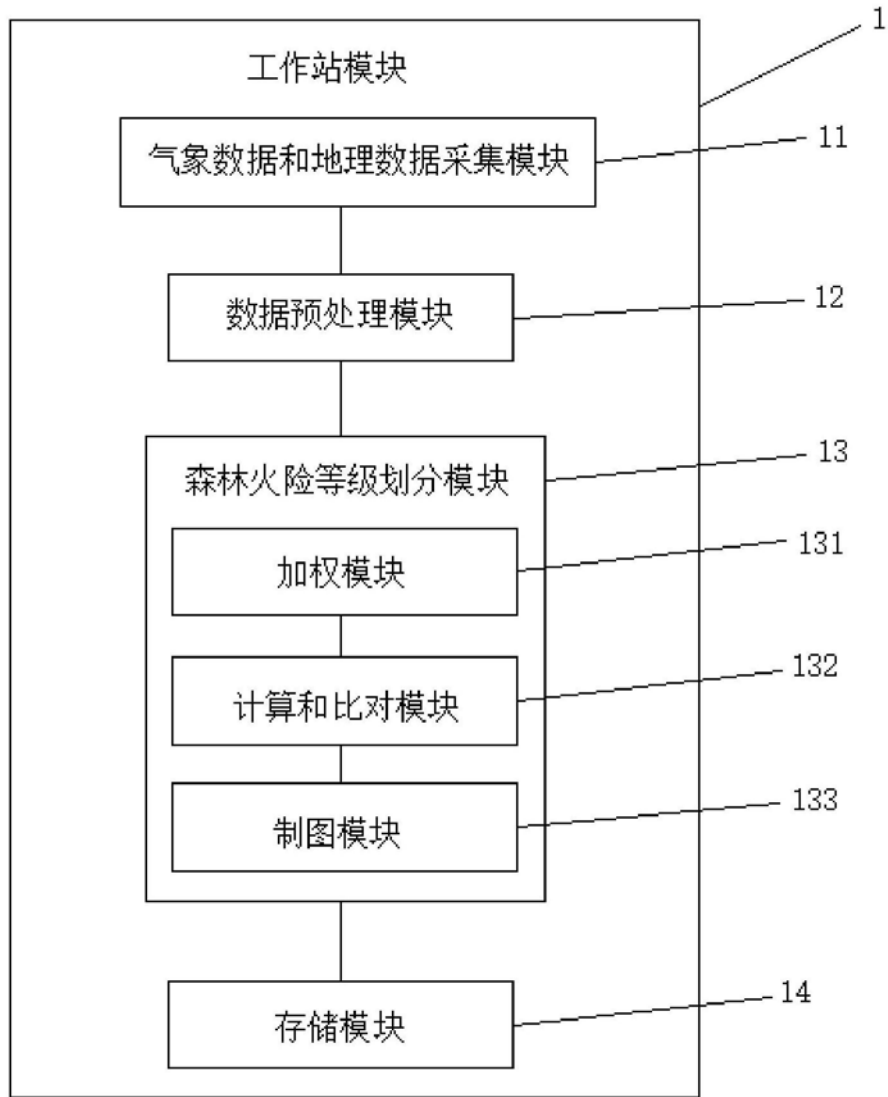 1
工作站模块
气象数据和地理数据采集模块
11
数据预处理模块
12
森林火险等级划分模块
13
加权模块
131
计算和比对模块
132
制图模块
133
存储模块
14